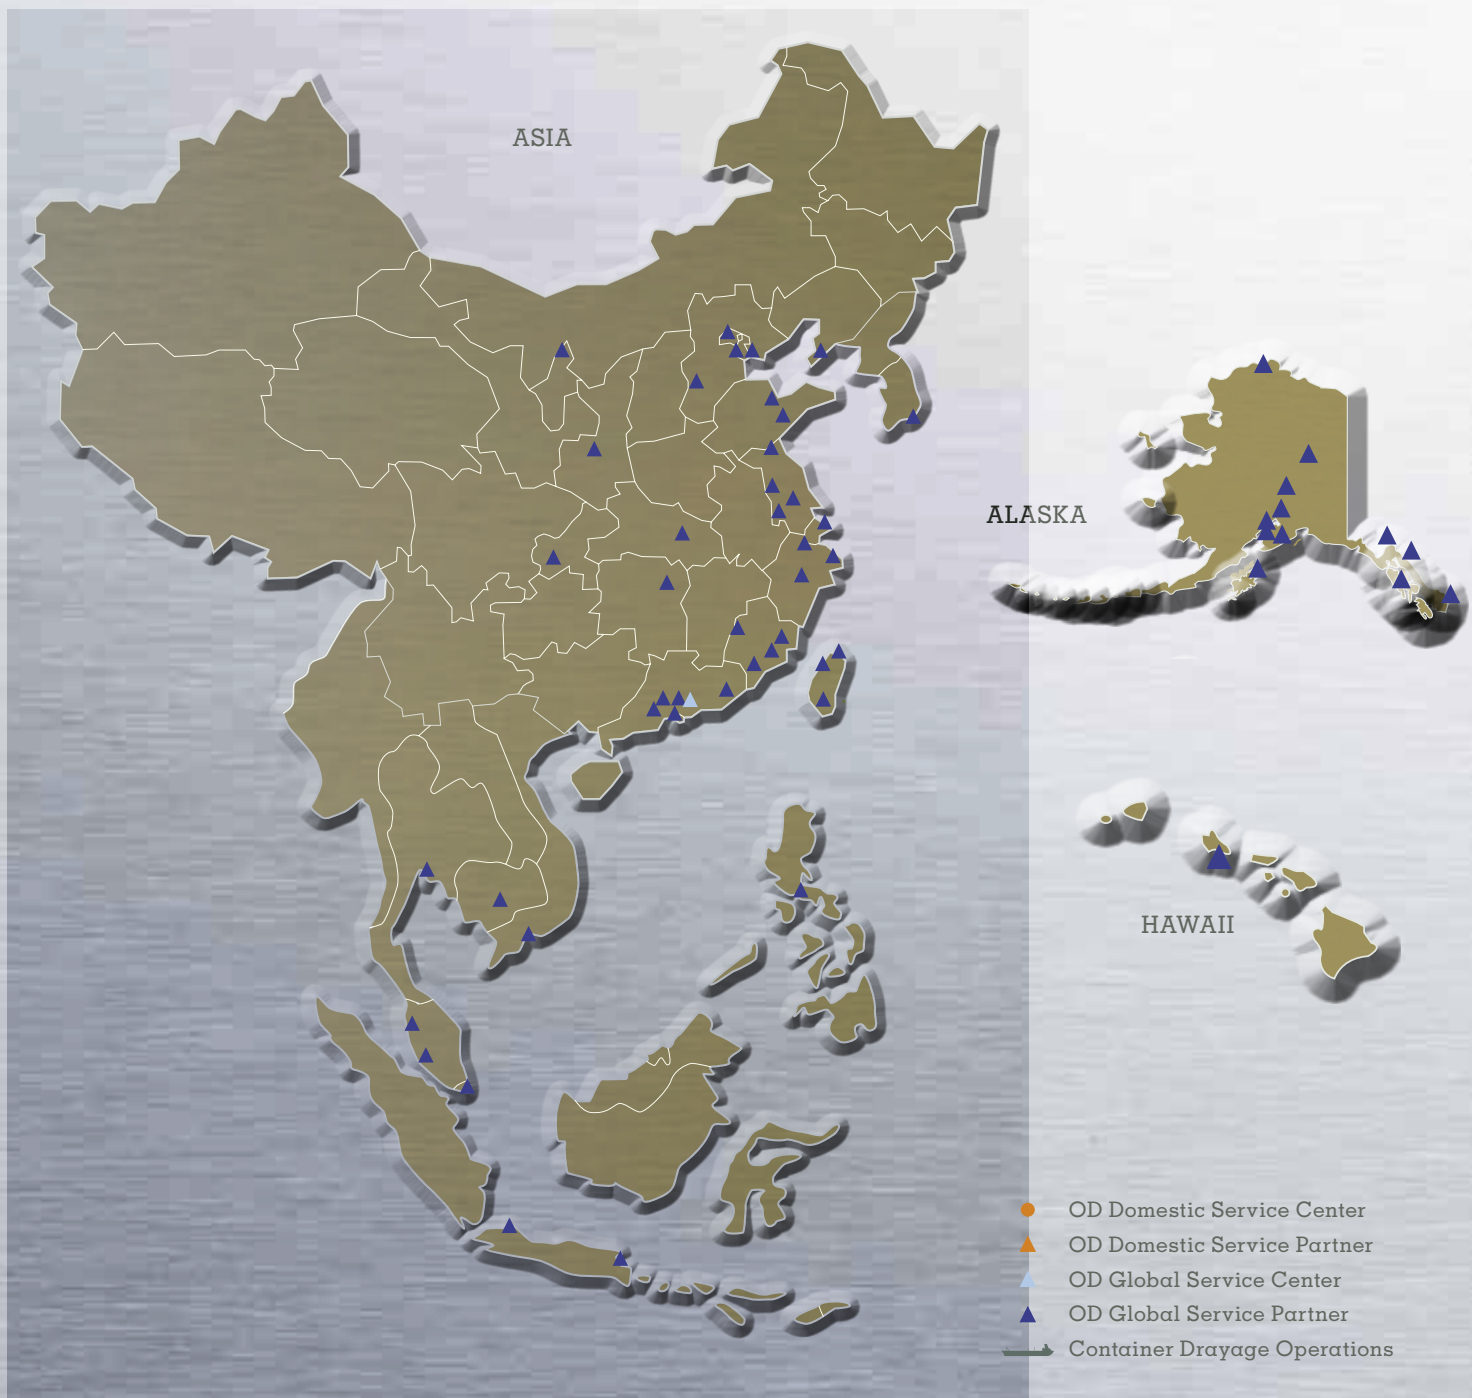 ASIA
ALASKA
HAWAII
OD Domestic Service Center
OD Domestic Service Partner
OD Global Service Center
OD Global Service Partner
Container Drayage Operations